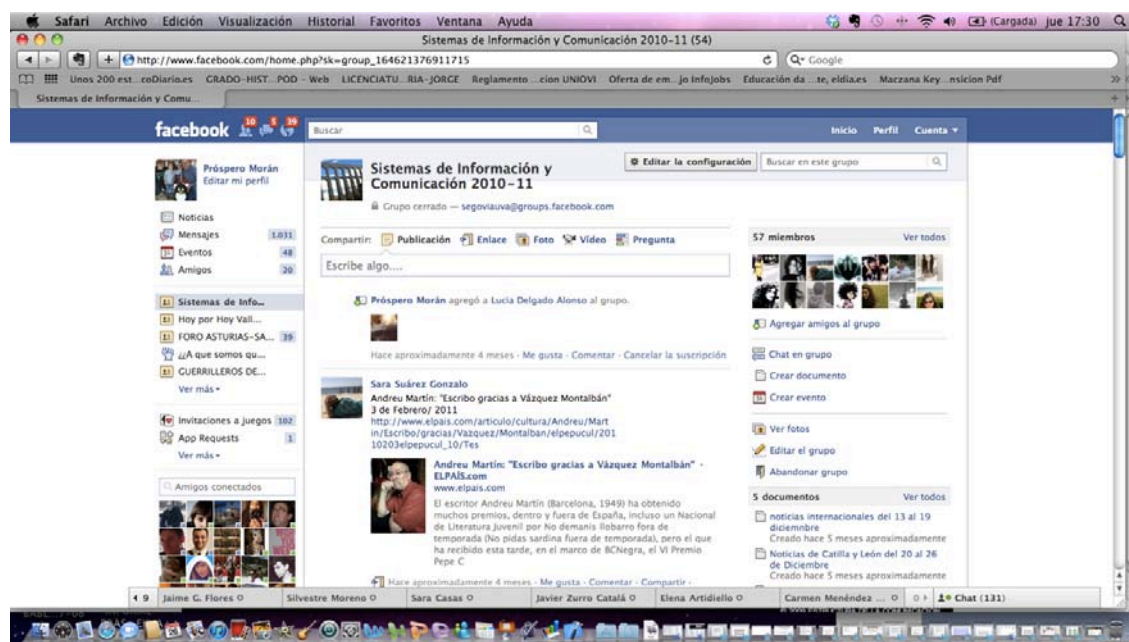 Safari Archivo Edición Visualización Historial Favoritos Ventana Ayuda
(Cargada) jue 17:30
Sistemas de Información y Comunicación 2010-11 (54)
http://www.facebook.com/home.php?sk=group_164621376911715
Google
Unos 200 est...coDiario.es GRADO-HIST...POD - Web LICENCIATU...RIA-JORGE Reglamento ...cion UNIOVI Oferta de em...jo InfoJobs Educación da ...te, eldia.es Maczana Key...nsicion Pdf
Sistemas de Información y Comu...
facebook
10 5 39
Buscar
Inicio Perfil Cuenta
Próspero Morán
Editar mi perfil
Noticias
Mensajes 1.031
Eventos 48
Amigos 20
Sistemas de Info...
Hoy por Hoy Vall...
FORO ASTURIAS-SA... 39
¿¿A que somos qu...
GUERRILLEROS DE...
Ver más
Invitaciones a juegos 102
App Requests 1
Ver más
Amigos conectados
Sistemas de Información y
Comunicación 2010-11
Grupo cerrado — segoviauva@groups.facebook.com
Editar la configuración
Buscar en este grupo
Compartir: Publicación Enlace Foto Vídeo Pregunta
Escribe algo....
Próspero Morán agregó a Lucia Delgado Alonso al grupo.
Hace aproximadamente 4 meses · Me gusta · Comentar · Cancelar la suscripción
Sara Suárez Gonzalo
Andreu Martín: "Escribo gracias a Vázquez Montalbán"
3 de Febrero/ 2011
http://www.elpais.com/articulo/cultura/Andreu/Mart
in/Escribo/gracias/Vazquez/Montalban/elpepucul/201
10203elpepucul_10/Tes
Andreu Martín: "Escribo gracias a Vázquez Montalbán" ·
ELPAÍS.com
www.elpais.com
El escritor Andreu Martín (Barcelona, 1949) ha obtenido
muchos premios, dentro y fuera de España, incluso un Nacional
de Literatura Juvenil por No demanis llobarro fora de
temporada (No pidas sardina fuera de temporada), pero el que
ha recibido esta tarde, en el marco de BCNegra, el VI Premio
Pepe C
Hace aproximadamente 4 meses · Me gusta · Comentar · Compartir ·
57 miembros Ver todos
Agregar amigos al grupo
Chat en grupo
Crear documento
Crear evento
Ver fotos
Editar el grupo
Abandonar grupo
5 documentos Ver todos
noticias internacionales del 13 al 19
diciemnbre
Creado hace 5 meses aproximadamente
Noticias de Catilla y León del 20 al 26
de Diciembre
Creado hace 5 meses aproximadamente
9 Jaime G. Flores Silvestre Moreno Sara Casas Javier Zurro Catalá Elena Artidiello Carmen Menéndez ... 0 Chat (131)